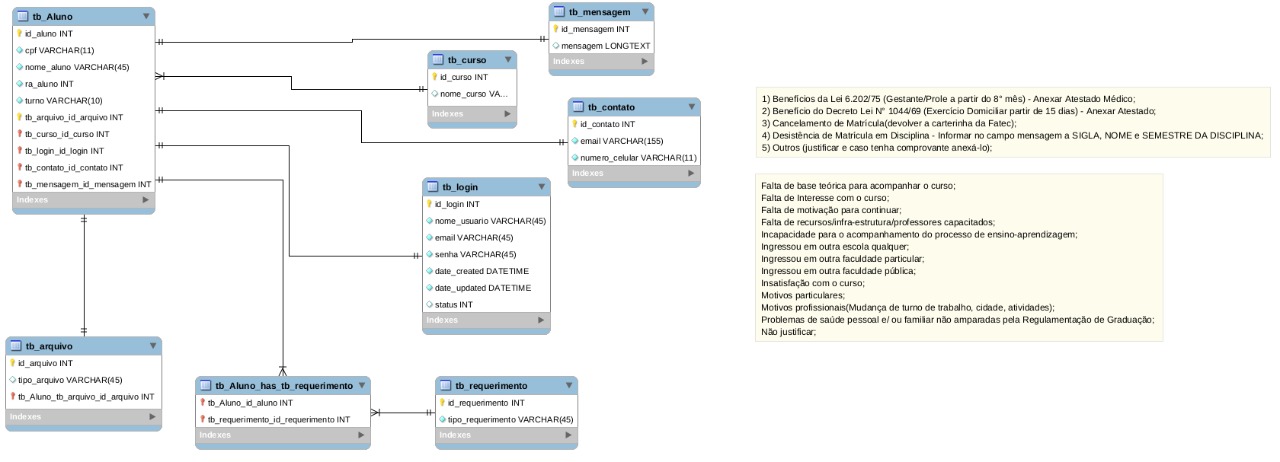 tb_Aluno
id_aluno INT
cpf VARCHAR(11)
nome_aluno VARCHAR(45)
ra_aluno INT
turno VARCHAR(10)
tb_arquivo_id_arquivo INT
tb_curso_id_curso INT
tb_login_id_login INT
tb_contato_id_contato INT
tb_mensagem_id_mensagem INT
Indexes
tb_mensagem
id_mensagem INT
mensagem LONGTEXT
Indexes
tb_curso
id_curso INT
nome_curso VA...
Indexes
tb_contato
id_contato INT
email VARCHAR(155)
numero_celular VARCHAR(11)
Indexes
tb_login
id_login INT
nome_usuario VARCHAR(45)
email VARCHAR(45)
senha VARCHAR(45)
date_created DATETIME
date_updated DATETIME
status INT
Indexes
tb_arquivo
id_arquivo INT
tipo_arquivo VARCHAR(45)
tb_Aluno_tb_arquivo_id_arquivo INT
Indexes
tb_Aluno_has_tb_requerimento
tb_Aluno_id_aluno INT
tb_requerimento_id_requerimento INT
Indexes
tb_requerimento
id_requerimento INT
tipo_requerimento VARCHAR(45)
Indexes
1) Benefícios da Lei 6.202/75 (Gestante/Prole a partir do 8° mês) - Anexar Atestado Médico;
2) Benefício do Decreto Lei N° 1044/69 (Exercício Domiciliar partir de 15 dias) - Anexar Atestado;
3) Cancelamento de Matrícula(devolver a carterinha da Fatec);
4) Desistência de Matricula em Disciplina - Informar no campo mensagem a SIGLA, NOME e SEMESTRE DA DISCIPLINA;
5) Outros (justificar e caso tenha comprovante anexá-lo);
Falta de base teórica para acompanhar o curso;
Falta de Interesse com o curso;
Falta de motivação para continuar;
Falta de recursos/infra-estrutura/professores capacitados;
Incapacidade para o acompanhamento do processo de ensino-aprendizagem;
Ingressou em outra escola qualquer;
Ingressou em outra faculdade particular;
Ingressou em outra faculdade pública;
Insatisfação com o curso;
Motivos particulares;
Motivos profissionais(Mudança de turno de trabalho, cidade, atividades);
Problemas de saúde pessoal e/ ou familiar não amparadas pela Regulamentação de Graduação;
Não justificar;